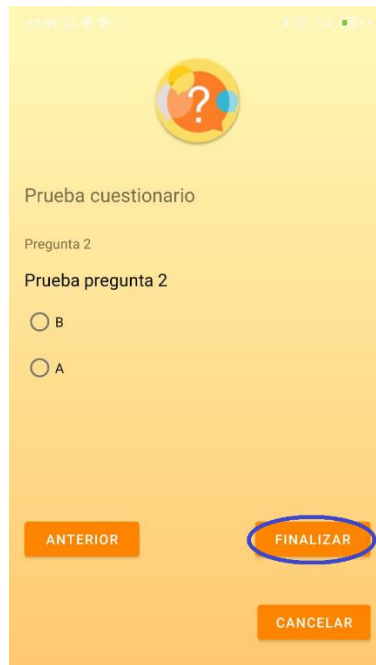 ?
Prueba cuestionario
Pregunta 2
Prueba pregunta 2
B
A
ANTERIOR
FINALIZAR
CANCELAR